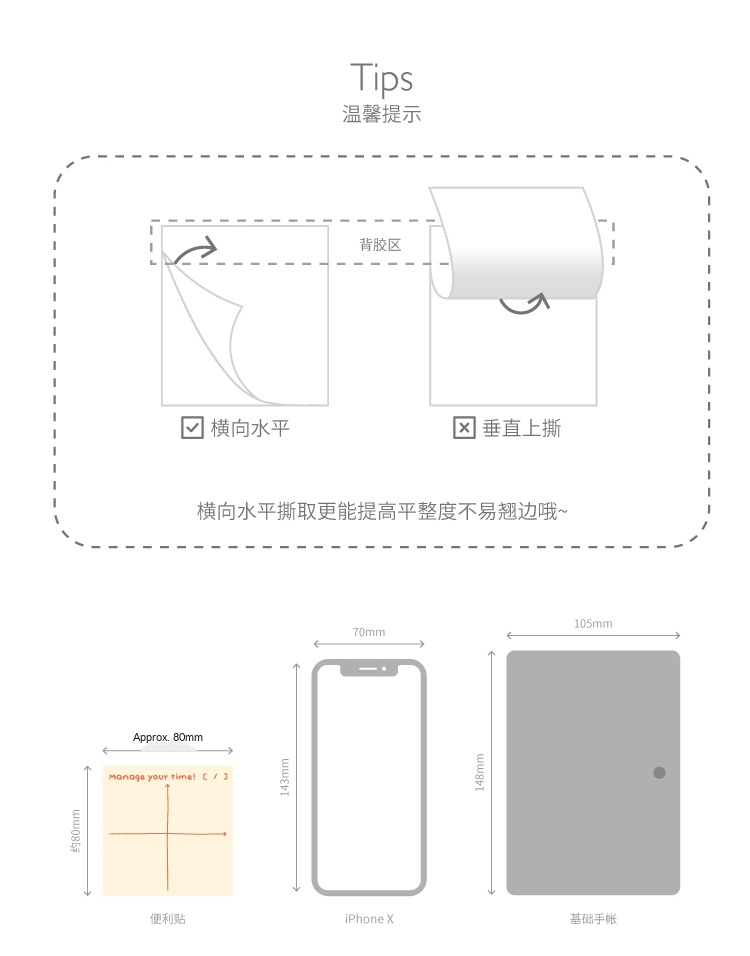 Tips
温馨提示
背胶区
横向水平
垂直上撕
横向水平撕取更能提高平整度不易翘边哦~
70mm
105mm
Approx. 80mm
Manage your time! [ / ]
约80mm
143mm
148mm
便利贴
iPhone X
基础手帐